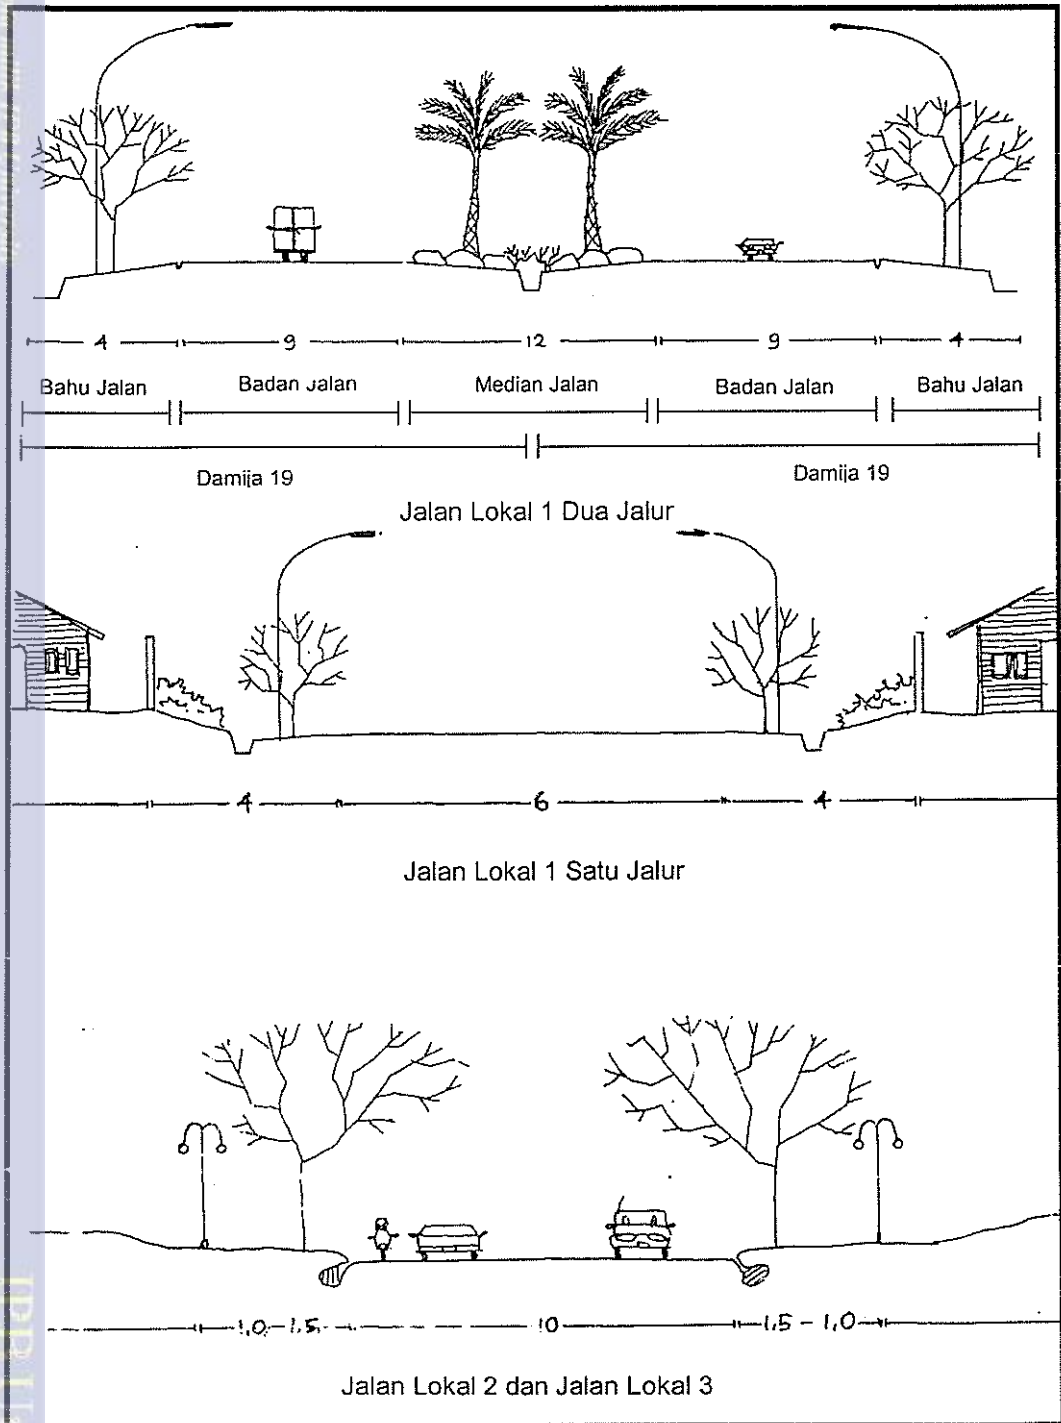 4 9 12 9 4
Bahu Jalan Badan Jalan Median Jalan Badan Jalan Bahu Jalan
Damija 19 Damija 19
Jalan Lokal 1 Dua Jalur
4 6 4
Jalan Lokal 1 Satu Jalur
1,0-1,5 10 1,5-1,0
Jalan Lokal 2 dan Jalan Lokal 3